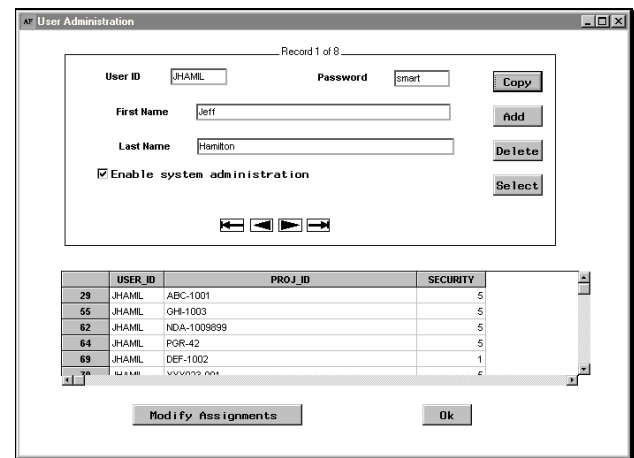 AF User Administration
Record 1 of 8
User ID JHAMIL Password smart Copy
First Name Jeff Add
Last Name Hamilton Delete
Enable system administration
Select
USER_ID PROJ_ID SECURITY
29 JHAMIL ABC-1001 5
55 JHAMIL GHI-1003 5
62 JHAMIL NDA-1009899 5
64 JHAMIL PGR-42 5
69 JHAMIL DEF-1002 1
JHAMIL
Modify Assignments Ok